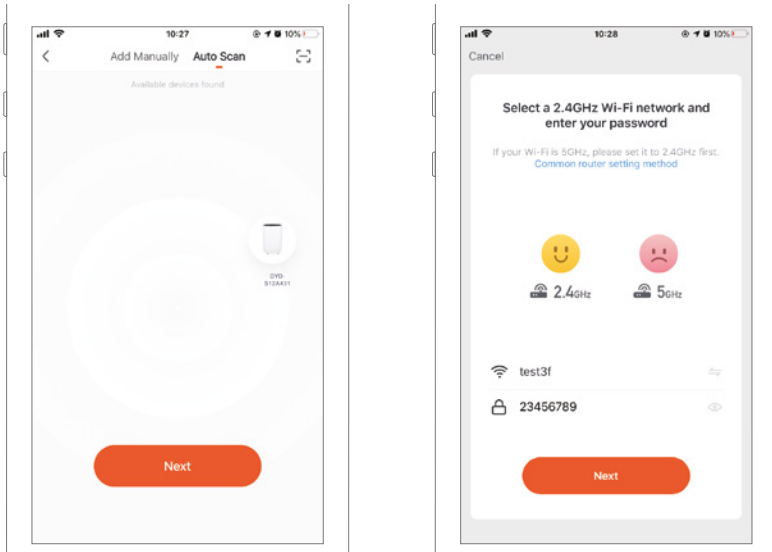 10:27
10%
Add Manually Auto Scan
Available devices found
Next
10:28
10%
Cancel
Select a 2.4GHz Wi-Fi network and
enter your password
If your Wi-Fi is 5GHz, please set it to 2.4GHz first.
Common router setting method
2.4GHz
5GHz
test3f
23456789
Next